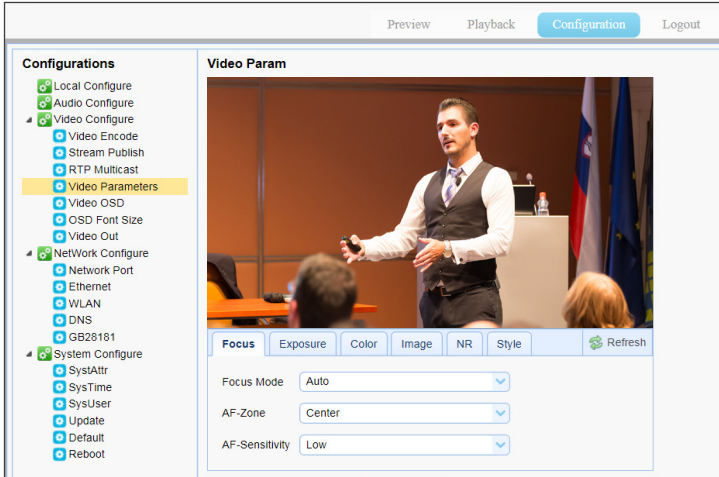 Preview Playback Configuration Logout
Configurations
Local Configure
Audio Configure
Video Configure
Video Encode
Stream Publish
RTP Multicast
Video Parameters
Video OSD
OSD Font Size
Video Out
NetWork Configure
Network Port
Ethernet
WLAN
DNS
GB28181
System Configure
SystAttr
SysTime
SysUser
Update
Default
Reboot
Video Param
Focus Exposure Color Image NR Style Refresh
Focus Mode Auto
AF-Zone Center
AF-Sensitivity Low